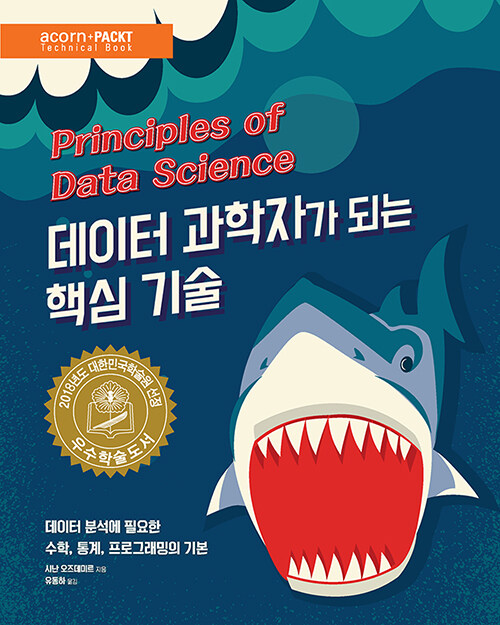 acorn+PACKT
Technical Book
Principles of
Data Science
데이터 과학자가 되는
핵심 기술
2018년도 대한민국학술원 선정
우수학술도서
데이터 분석에 필요한
수학, 통계, 프로그래밍의 기본
시난 오즈데미르 지음
유동하 옮김